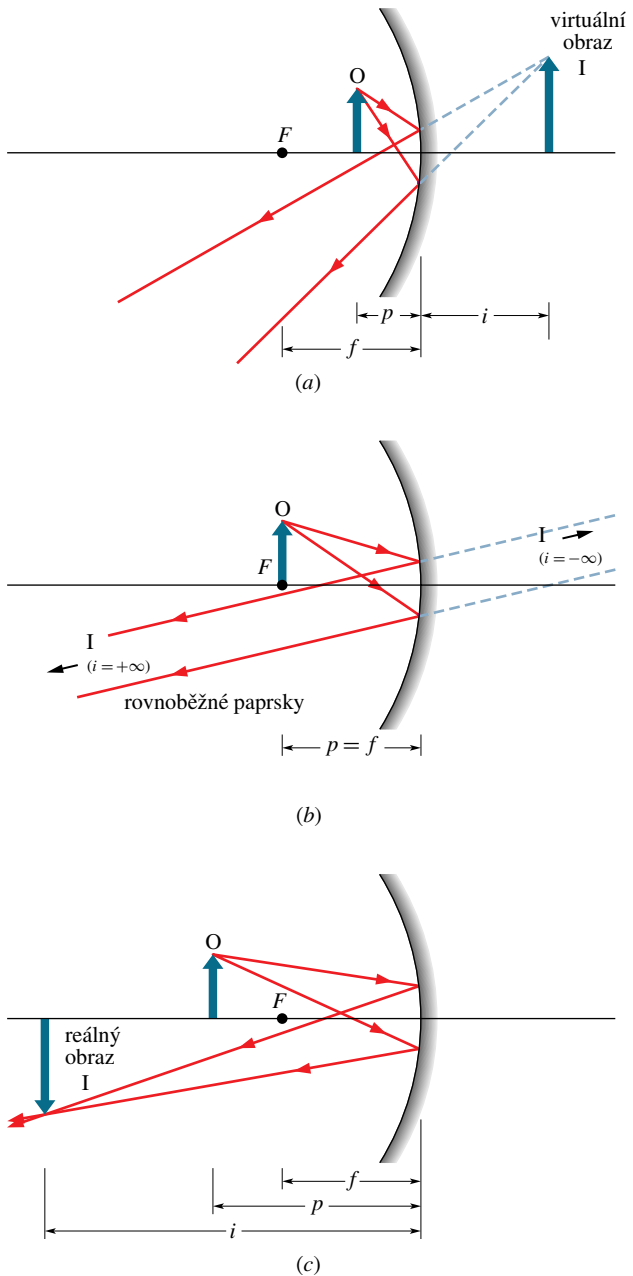 virtuální
obraz
I
O
F
p
i
f
(a)
O
F
I
(i = −∞)
I
(i = +∞)
rovnoběžné paprsky
p = f
(b)
O
F
reálný
obraz
I
f
p
i
(c)